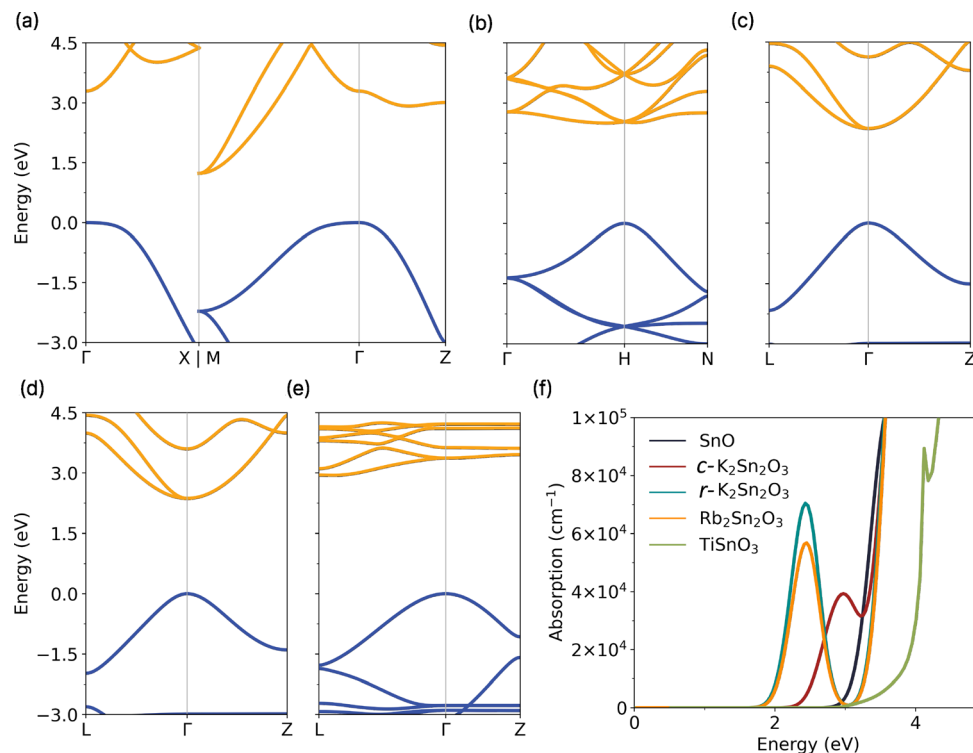 (a)
(b)
(c)
Energy (eV)
4.5
3.0
1.5
0.0
−1.5
−3.0
Γ X | M Γ Z
Γ H N
L Γ Z
(d)
(e)
(f)
Energy (eV)
4.5
3.0
1.5
0.0
−1.5
−3.0
L Γ Z
L Γ Z
Absorption (cm⁻¹)
1×10⁵
8×10⁴
6×10⁴
4×10⁴
2×10⁴
0
SnO
c-K₂Sn₂O₃
r-K₂Sn₂O₃
Rb₂Sn₂O₃
TiSnO₃
0 2 4
Energy (eV)